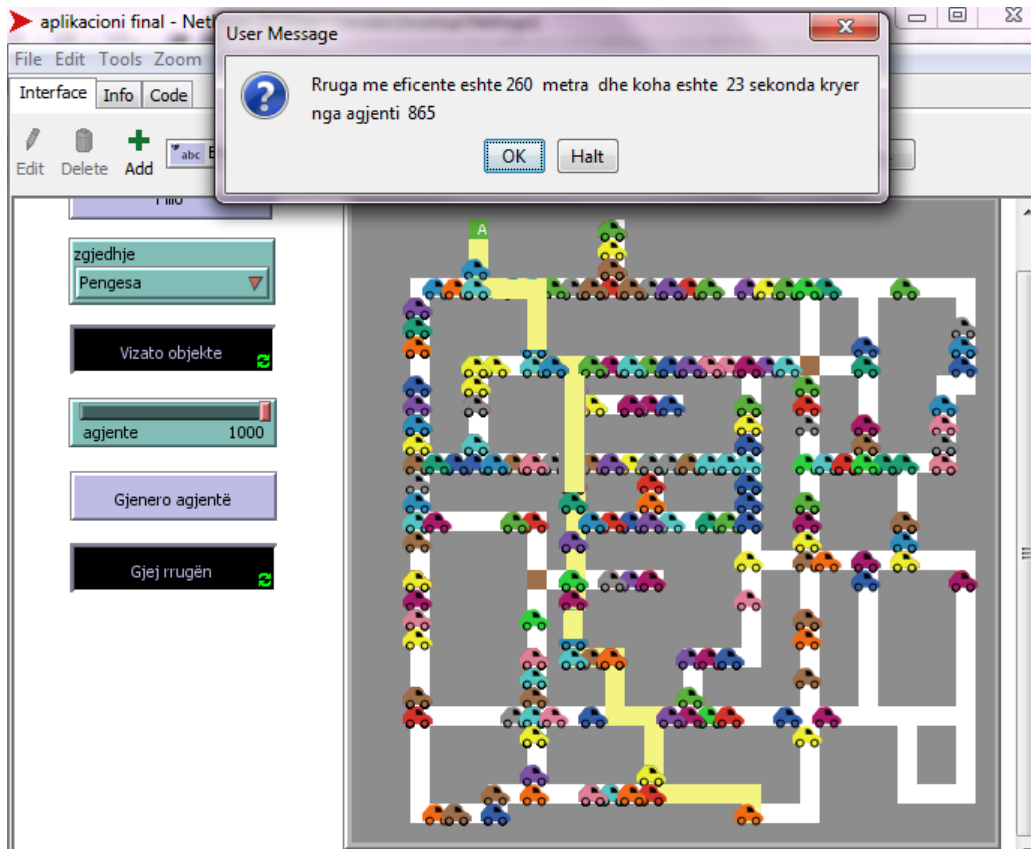 aplikacioni final - Netl
User Message
File Edit Tools Zoom
Rruga me eficente eshte 260 metra dhe koha eshte 23 sekonda kryer
nga agjenti 865
Interface Info Code
OK Halt
Edit Delete Add abc
zgjedhje
Pengesa
Vizato objekte
agjente 1000
Gjenero agjentë
Gjej rrugën
A